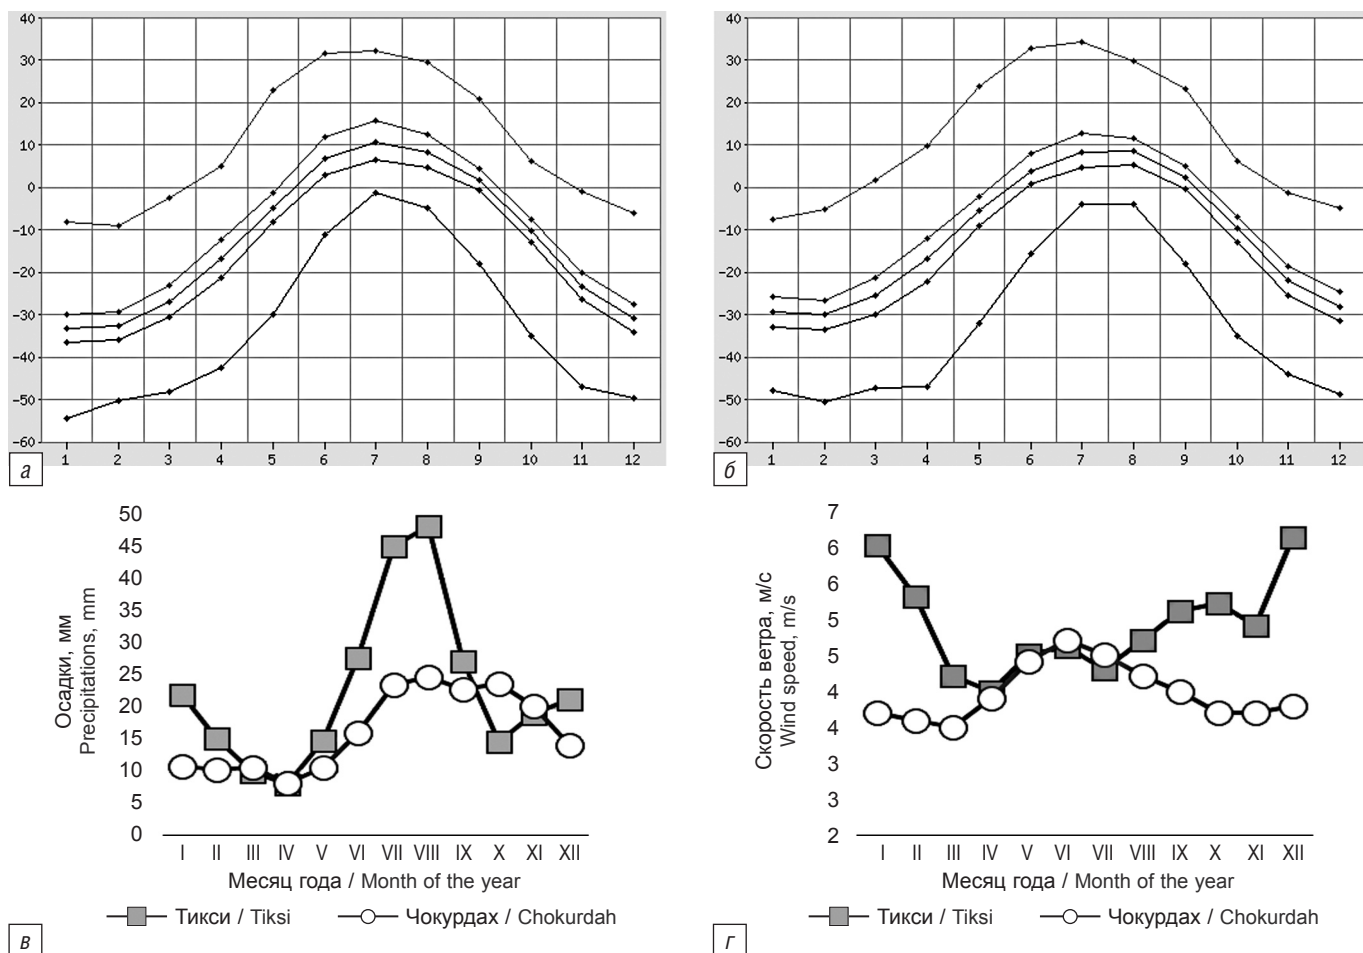 40
30
20
10
0
−10
−20
−30
−40
−50
−60
1 2 3 4 5 6 7 8 9 10 11 12
а
40
30
20
10
0
−10
−20
−30
−40
−50
−60
1 2 3 4 5 6 7 8 9 10 11 12
б
Осадки, мм
Precipitations, mm
50
45
40
35
30
25
20
15
10
5
0
I II III IV V VI VII VIII IX X XI XII
Месяц года / Month of the year
Тикси / Tiksi Чокурдах / Chokurdah
в
Скорость ветра, м/с
Wind speed, m/s
7
6
6
5
5
4
4
3
3
2
I II III IV V VI VII VIII IX X XI XII
Месяц года / Month of the year
Тикси / Tiksi Чокурдах / Chokurdah
г